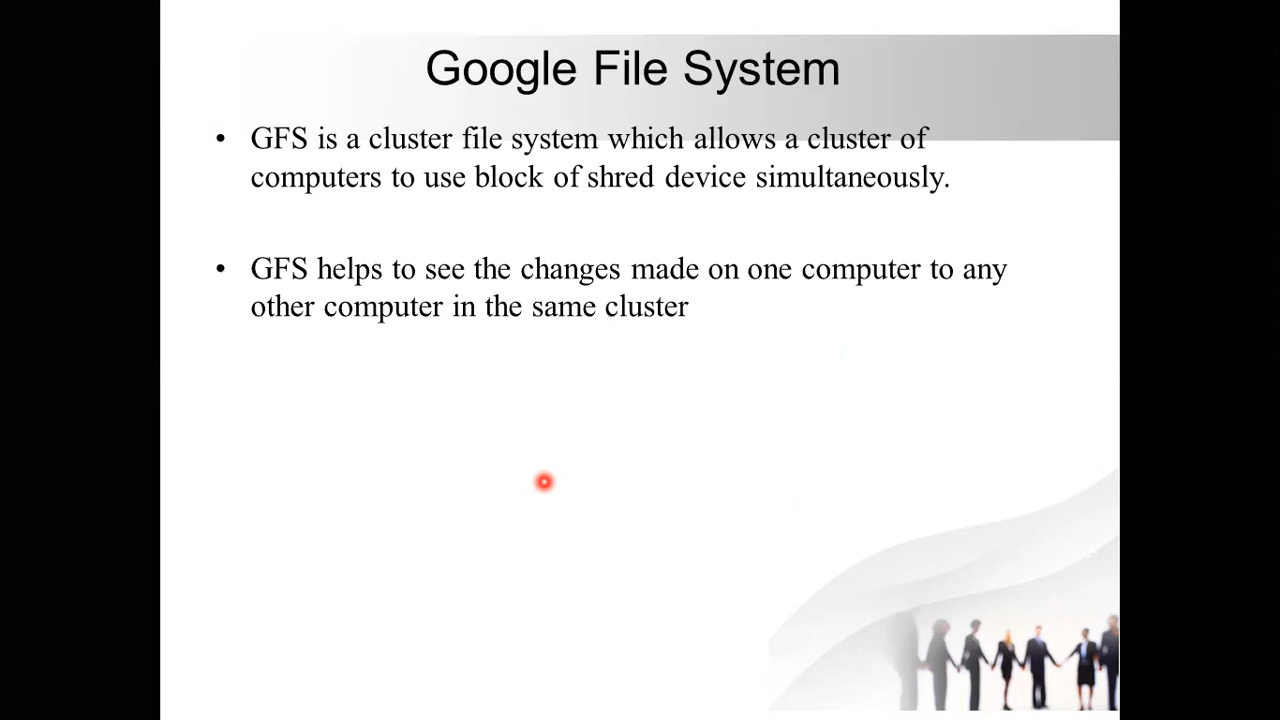 Google File System
• GFS is a cluster file system which allows a cluster of
computers to use block of shred device simultaneously.
• GFS helps to see the changes made on one computer to any
other computer in the same cluster